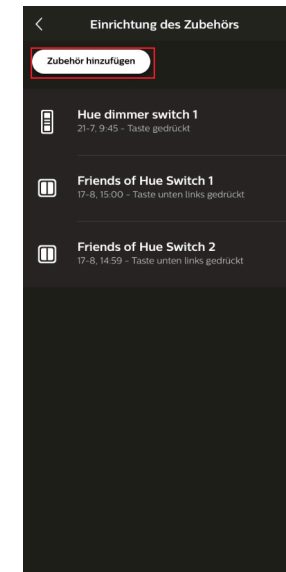 Einrichtung des Zubehörs
Zubehör hinzufügen
Hue dimmer switch 1
21-7, 9:45 - Taste gedrückt
Friends of Hue Switch 1
17-8, 15:00 - Taste unten links gedrückt
Friends of Hue Switch 2
17-8, 14:59 - Taste unten links gedrückt